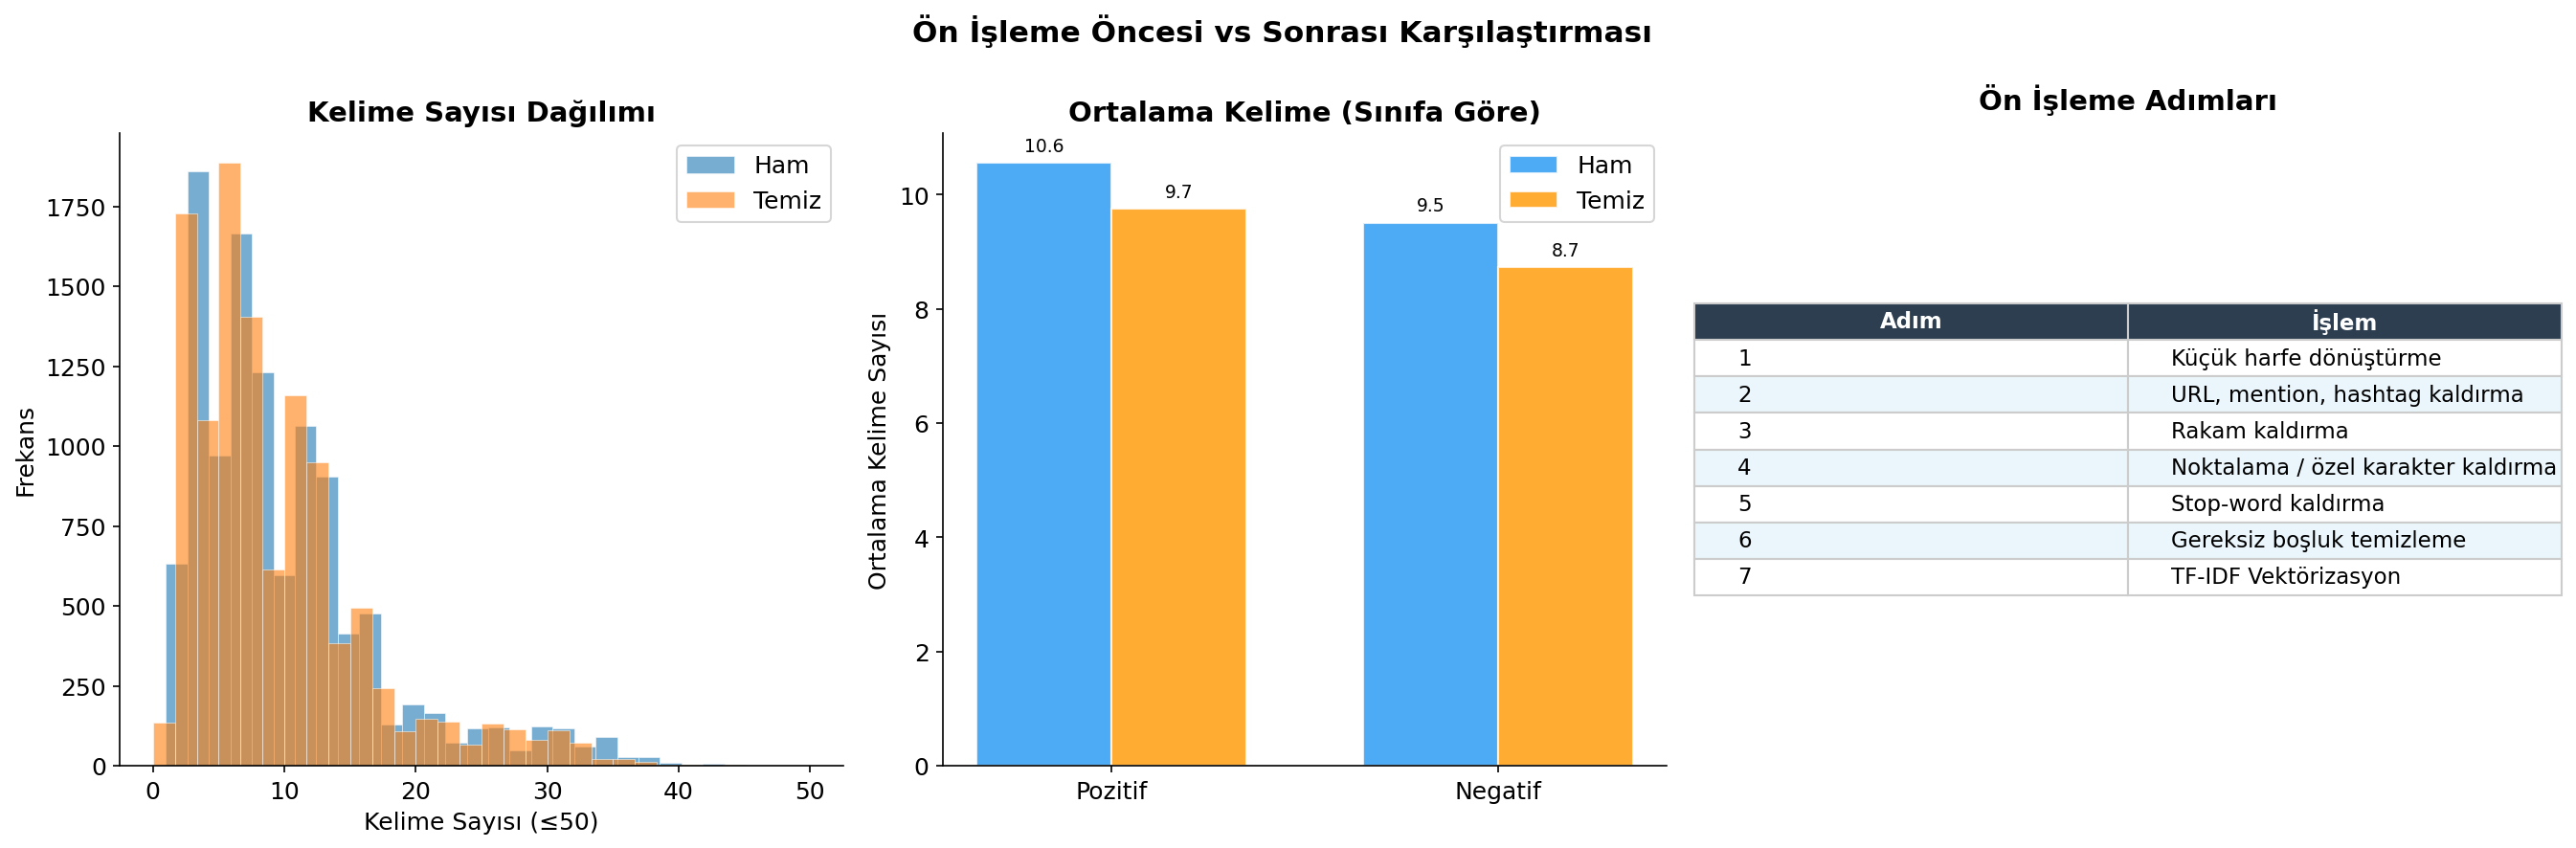 Ön İşleme Öncesi vs Sonrası Karşılaştırması
Kelime Sayısı Dağılımı
Ham
Temiz
Frekans
1750
1500
1250
1000
750
500
250
0
0 10 20 30 40 50
Kelime Sayısı (≤50)
Ortalama Kelime (Sınıfa Göre)
Ham
Temiz
Ortalama Kelime Sayısı
10
8
6
4
2
0
10.6
9.7
9.5
8.7
Pozitif Negatif
Ön İşleme Adımları
Adım İşlem
1 Küçük harfe dönüştürme
2 URL, mention, hashtag kaldırma
3 Rakam kaldırma
4 Noktalama / özel karakter kaldırma
5 Stop-word kaldırma
6 Gereksiz boşluk temizleme
7 TF-IDF Vektörizasyon